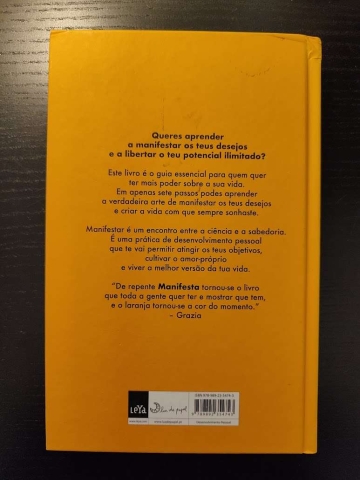 Queres aprender
a manifestar os teus desejos
e a libertar o teu potencial ilimitado?
Este livro é o guia essencial para quem quer
ter mais poder sobre a sua vida.
Em apenas sete passos podes aprender
a verdadeira arte de manifestar os teus desejos
e criar a vida com que sempre sonhaste.
Manifestar é um encontro entre a ciência e a sabedoria.
É uma prática de desenvolvimento pessoal
que te vai permitir atingir os teus objetivos,
cultivar o amor-próprio
e viver a melhor versão da tua vida.
"De repente Manifesta tornou-se o livro
que toda a gente quer ter e mostrar que tem,
e o laranja tornou-se a cor do momento."
– Grazia
LEYA